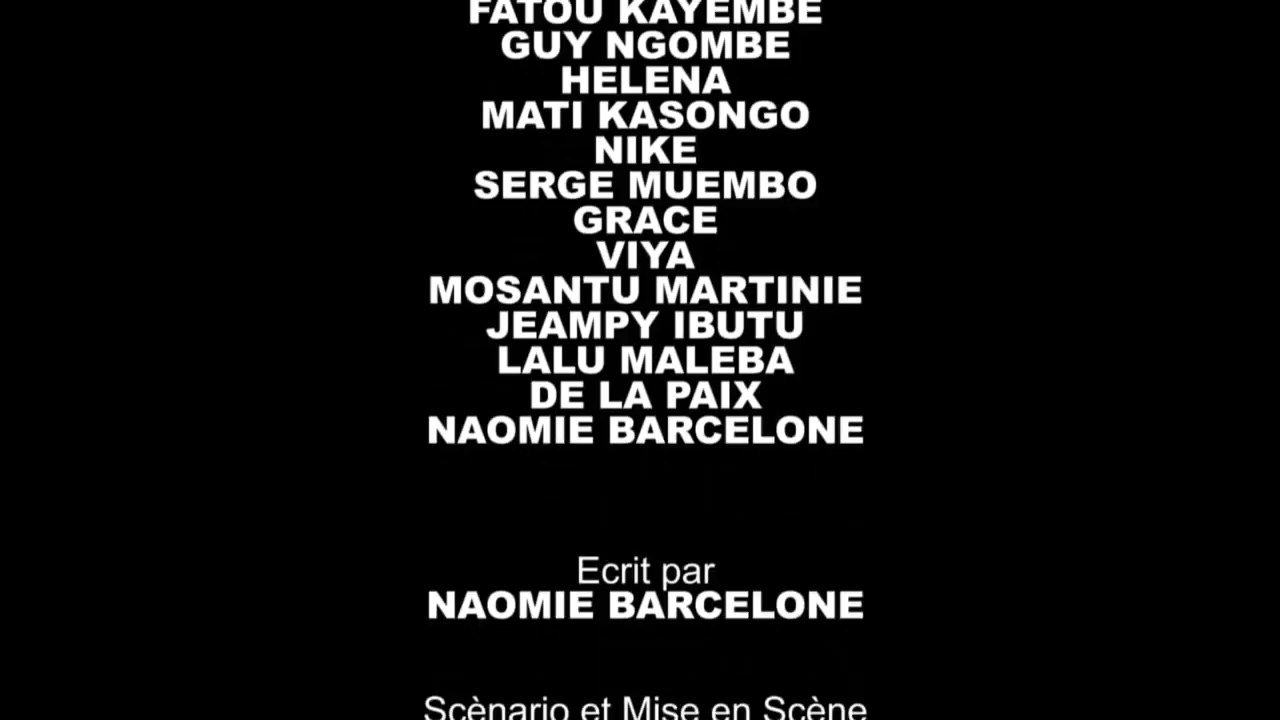 FATOU KAYEMBE
GUY NGOMBE
HELENA
MATI KASONGO
NIKE
SERGE MUEMBO
GRACE
VIYA
MOSANTU MARTINIE
JEAMPY IBUTU
LALU MALEBA
DE LA PAIX
NAOMIE BARCELONE
Ecrit par
NAOMIE BARCELONE
Scènario et Mise en Scène